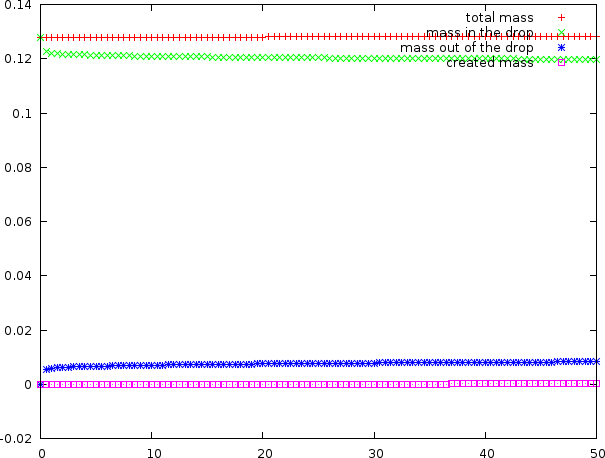 0.14
total mass
mass in the drop
0.12
mass out of the drop
created mass
0.1
0.08
0.06
0.04
0.02
0
-0.02
0 10 20 30 40 50